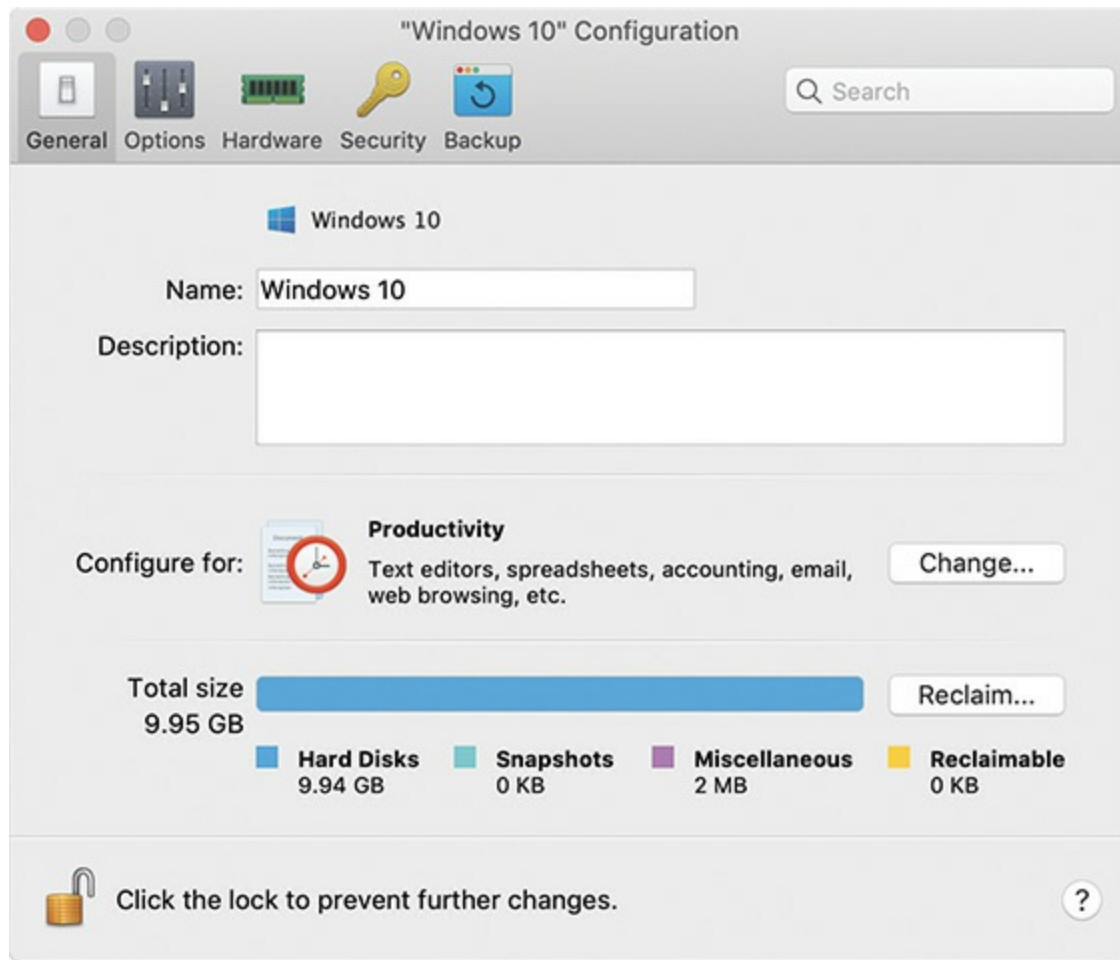 "Windows 10" Configuration
Search
General Options Hardware Security Backup
Windows 10
Name: Windows 10
Description:
Productivity
Configure for:
Text editors, spreadsheets, accounting, email,
web browsing, etc.
Change...
Total size
9.95 GB
Reclaim...
Hard Disks Snapshots Miscellaneous Reclaimable
9.94 GB 0 KB 2 MB 0 KB
Click the lock to prevent further changes.
?